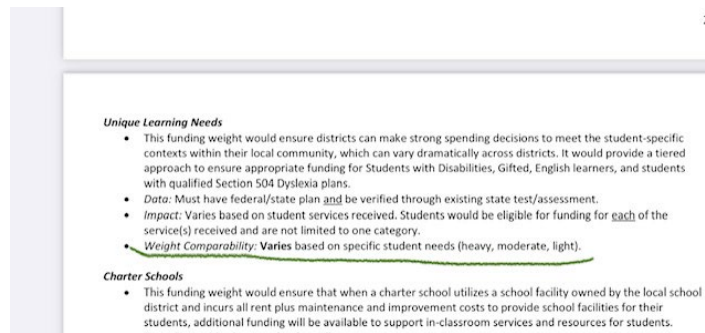 Unique Learning Needs
• This funding weight would ensure districts can make strong spending decisions to meet the student-specific
contexts within their local community, which can vary dramatically across districts. It would provide a tiered
approach to ensure appropriate funding for Students with Disabilities, Gifted, English learners, and students
with qualified Section 504 Dyslexia plans.
• Data: Must have federal/state plan and be verified through existing state test/assessment.
• Impact: Varies based on student services received. Students would be eligible for funding for each of the
service(s) received and are not limited to one category.
• Weight Comparability: Varies based on specific student needs (heavy, moderate, light).
Charter Schools
• This funding weight would ensure that when a charter school utilizes a school facility owned by the local school
district and incurs all rent plus maintenance and improvement costs to provide school facilities for their
students, additional funding will be available to support in-classroom services and resources for students.